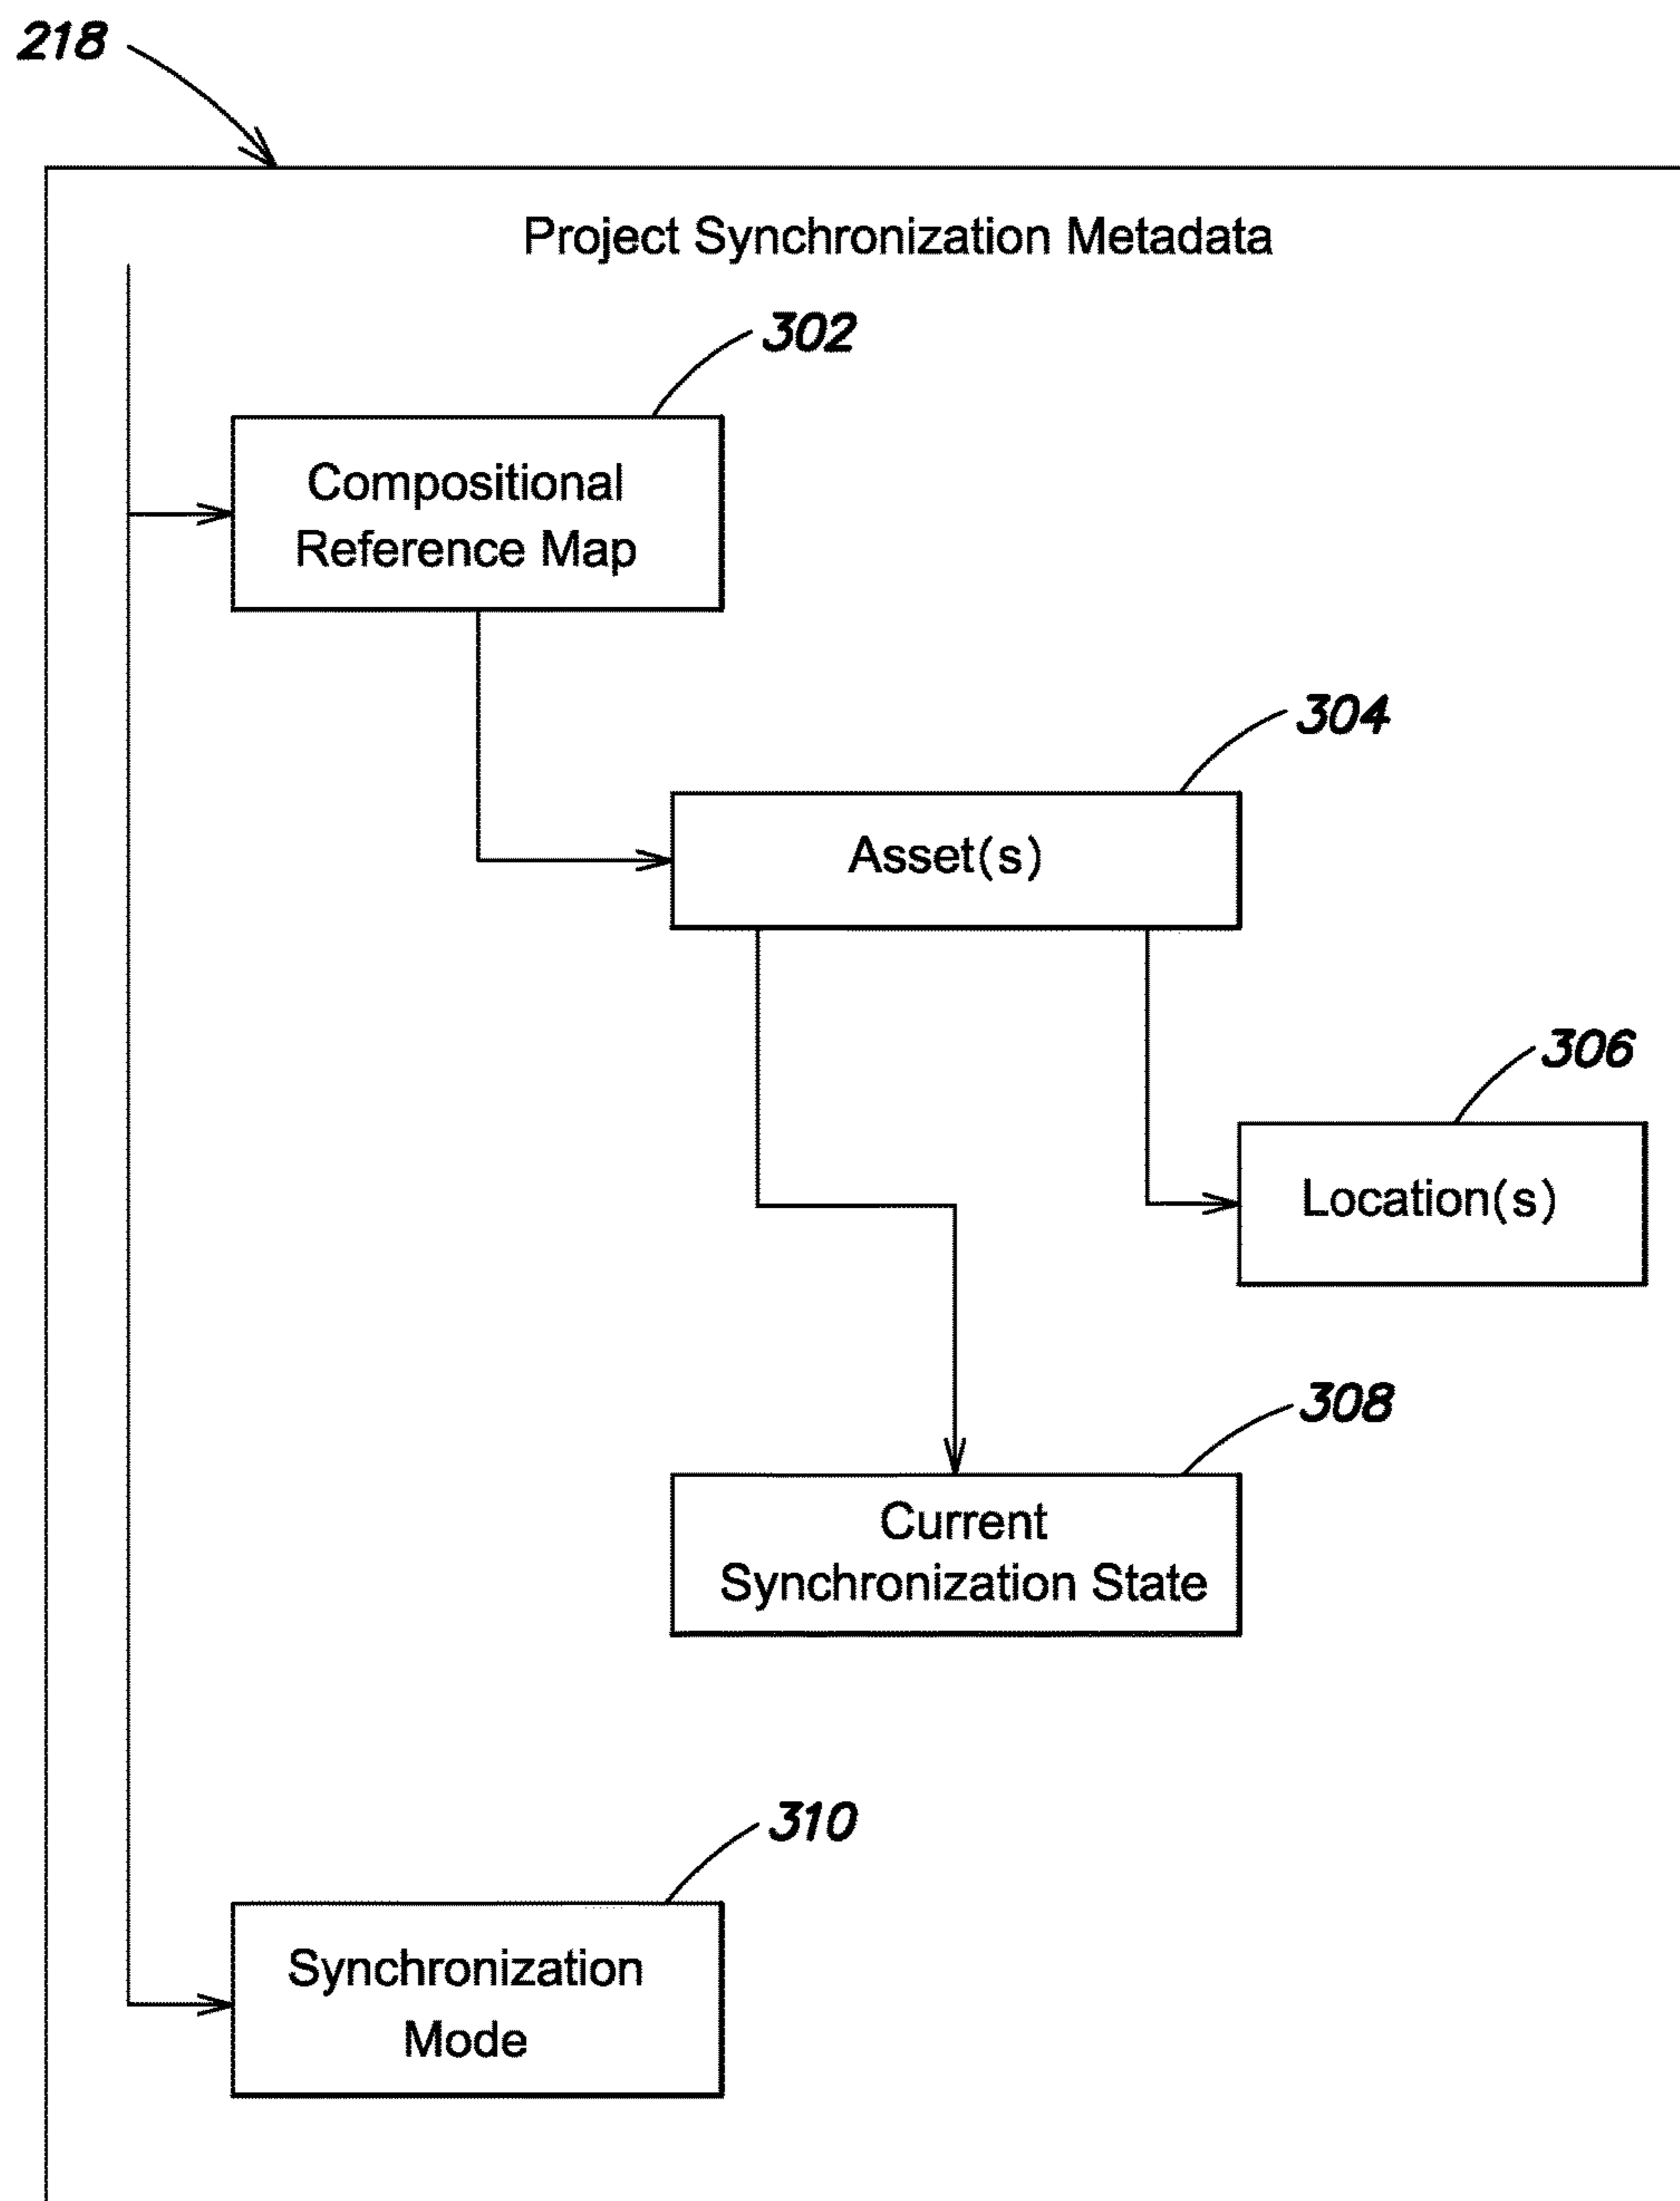 218
Project Synchronization Metadata
302
Compositional
Reference Map
304
Asset(s)
306
Location(s)
308
Current
Synchronization State
310
Synchronization
Mode